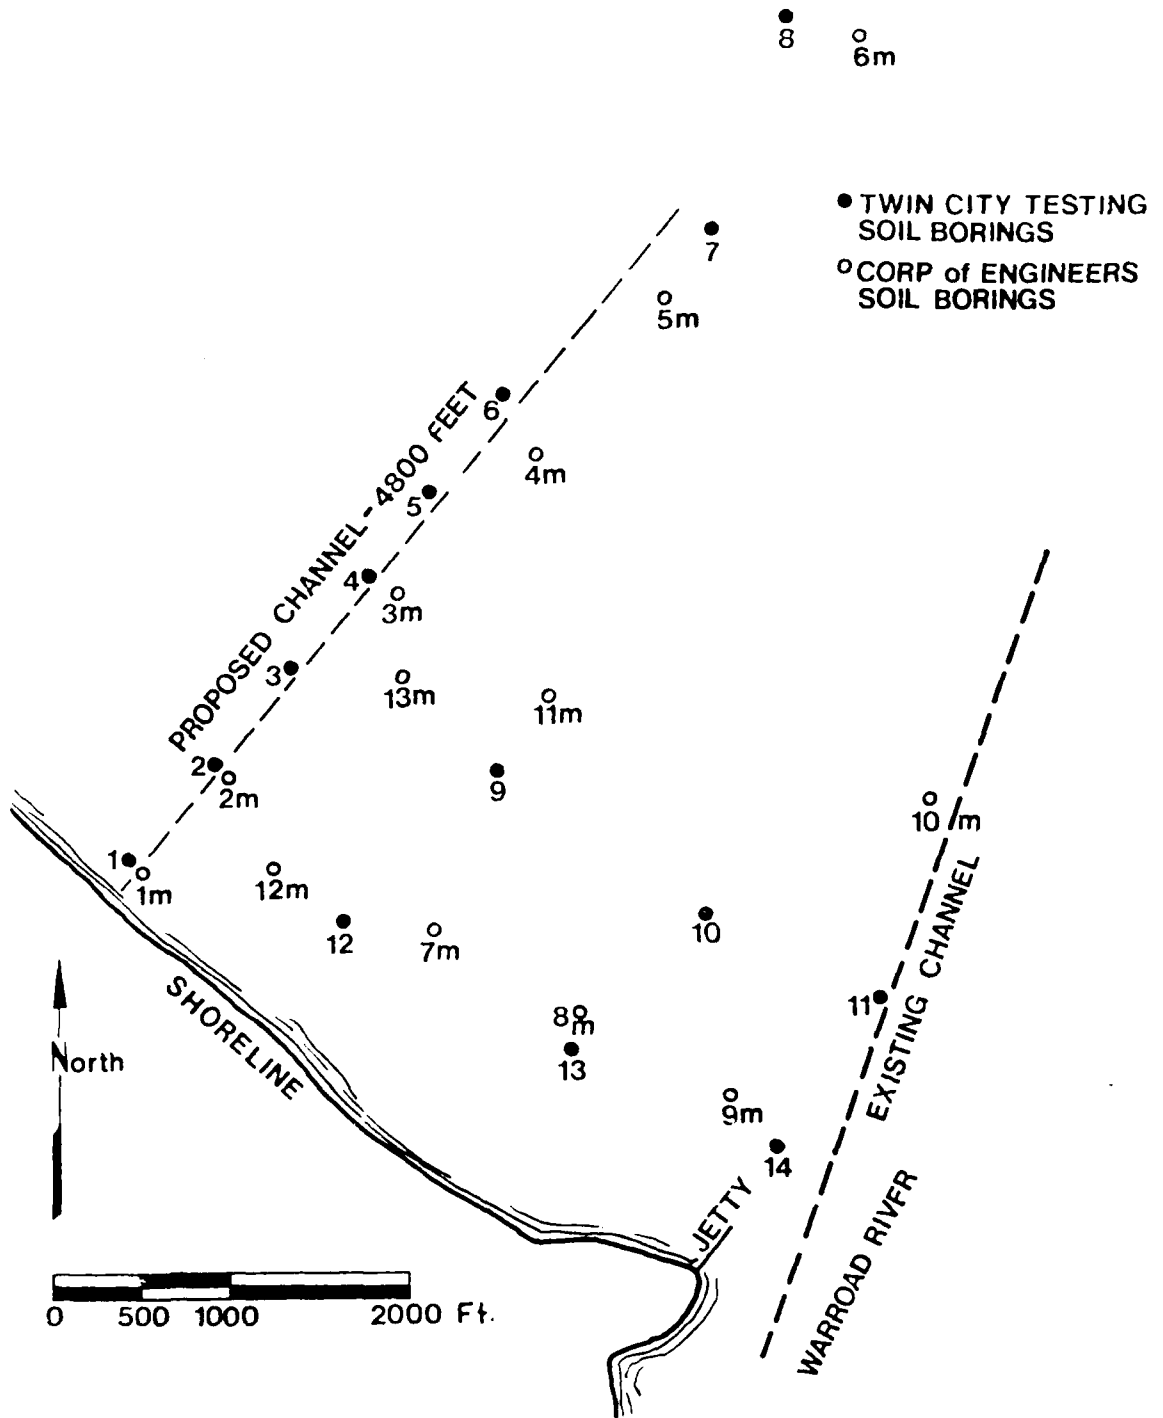 8
6m
TWIN CITY TESTING
SOIL BORINGS
7
CORP of ENGINEERS
SOIL BORINGS
5m
6
4m
PROPOSED CHANNEL-4800 FEET
5
4
3m
3
13m
11m
2
2m
9
10 m
1
1m
12m
12
7m
10
SHORELINE
11
EXISTING CHANNEL
8m
North
13
9m
14
JETTY
WARROAD RIVER
0 500 1000 2000 Ft.